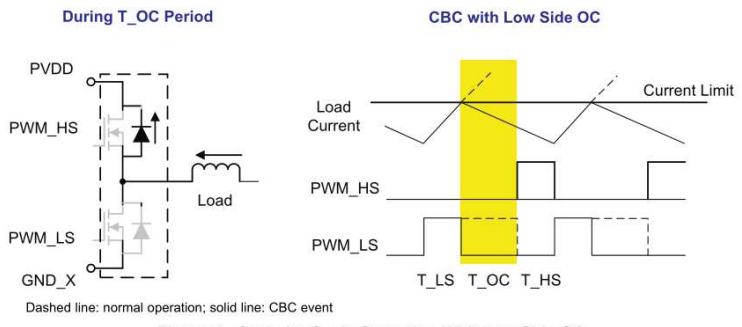 During T_OC Period
CBC with Low Side OC
PVDD
PWM_HS
Load
PWM_LS
GND_X
Load
Current
Current Limit
PWM_HS
PWM_LS
T_LS T_OC T_HS
Dashed line: normal operation; solid line: CBC event